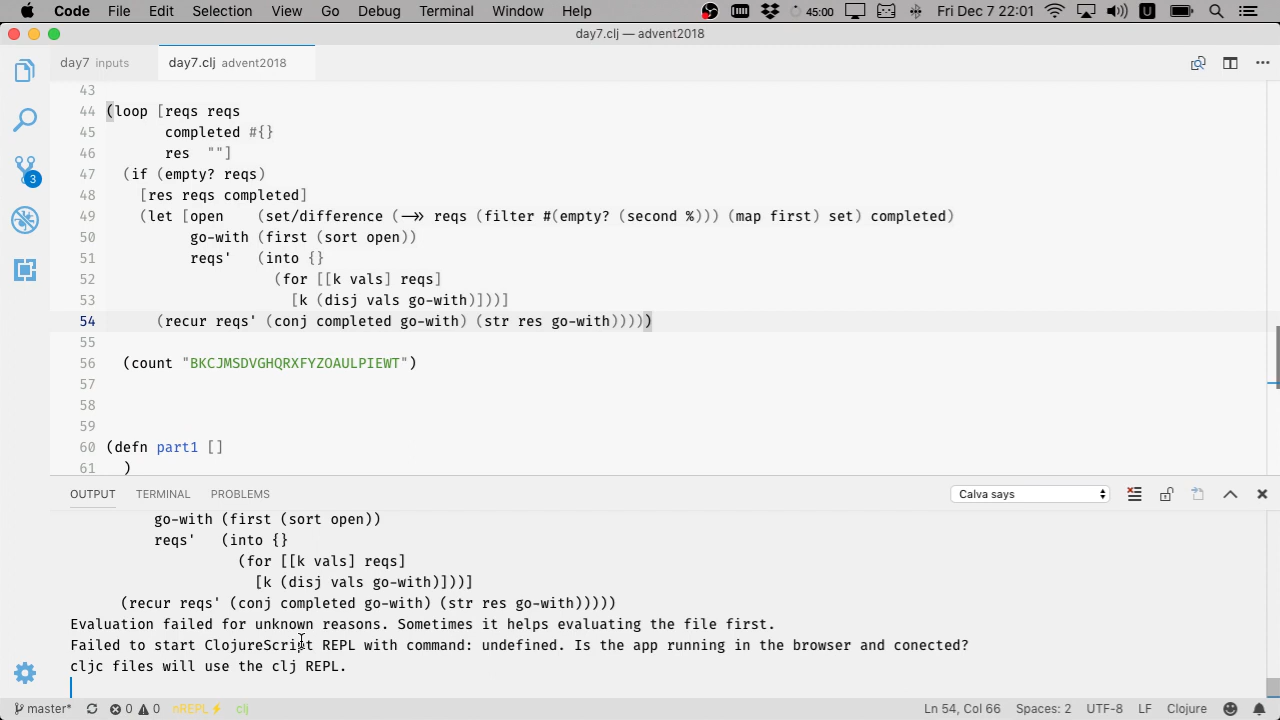 Code File Edit Selection View Go Debug Terminal Window Help 45:00 U Fri Dec 7 22:01
day7.clj — advent2018
day7 inputs day7.clj advent2018
43
44 (loop [reqs reqs
45 completed #{}
46 res ""]
47 (if (empty? reqs)
48 [res reqs completed]
49 (let [open (set/difference (->> reqs (filter #(empty? (second %))) (map first) set) completed)
50 go-with (first (sort open))
51 reqs' (into {}
52 (for [[k vals] reqs]
53 [k (disj vals go-with)]))]
54 (recur reqs' (conj completed go-with) (str res go-with)))))
55
56 (count "BKCJMSDVGHQRXFYZOAULPIEWT")
57
58
59
60 (defn part1 []
61 )
3
OUTPUT TERMINAL PROBLEMS Calva says
go-with (first (sort open))
reqs' (into {}
(for [[k vals] reqs]
[k (disj vals go-with)]))]
(recur reqs' (conj completed go-with) (str res go-with)))))
Evaluation failed for unknown reasons. Sometimes it helps evaluating the file first.
Failed to start ClojureScript REPL with command: undefined. Is the app running in the browser and conected?
cljc files will use the clj REPL.
master* 0 0 nREPL clj Ln 54, Col 66 Spaces: 2 UTF-8 LF Clojure